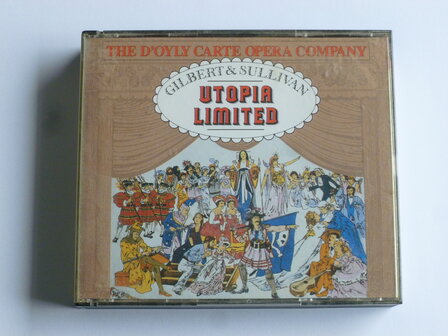 THE D'OYLY CARTE OPERA COMPANY
GILBERT & SULLIVAN
UTOPIA
LIMITED